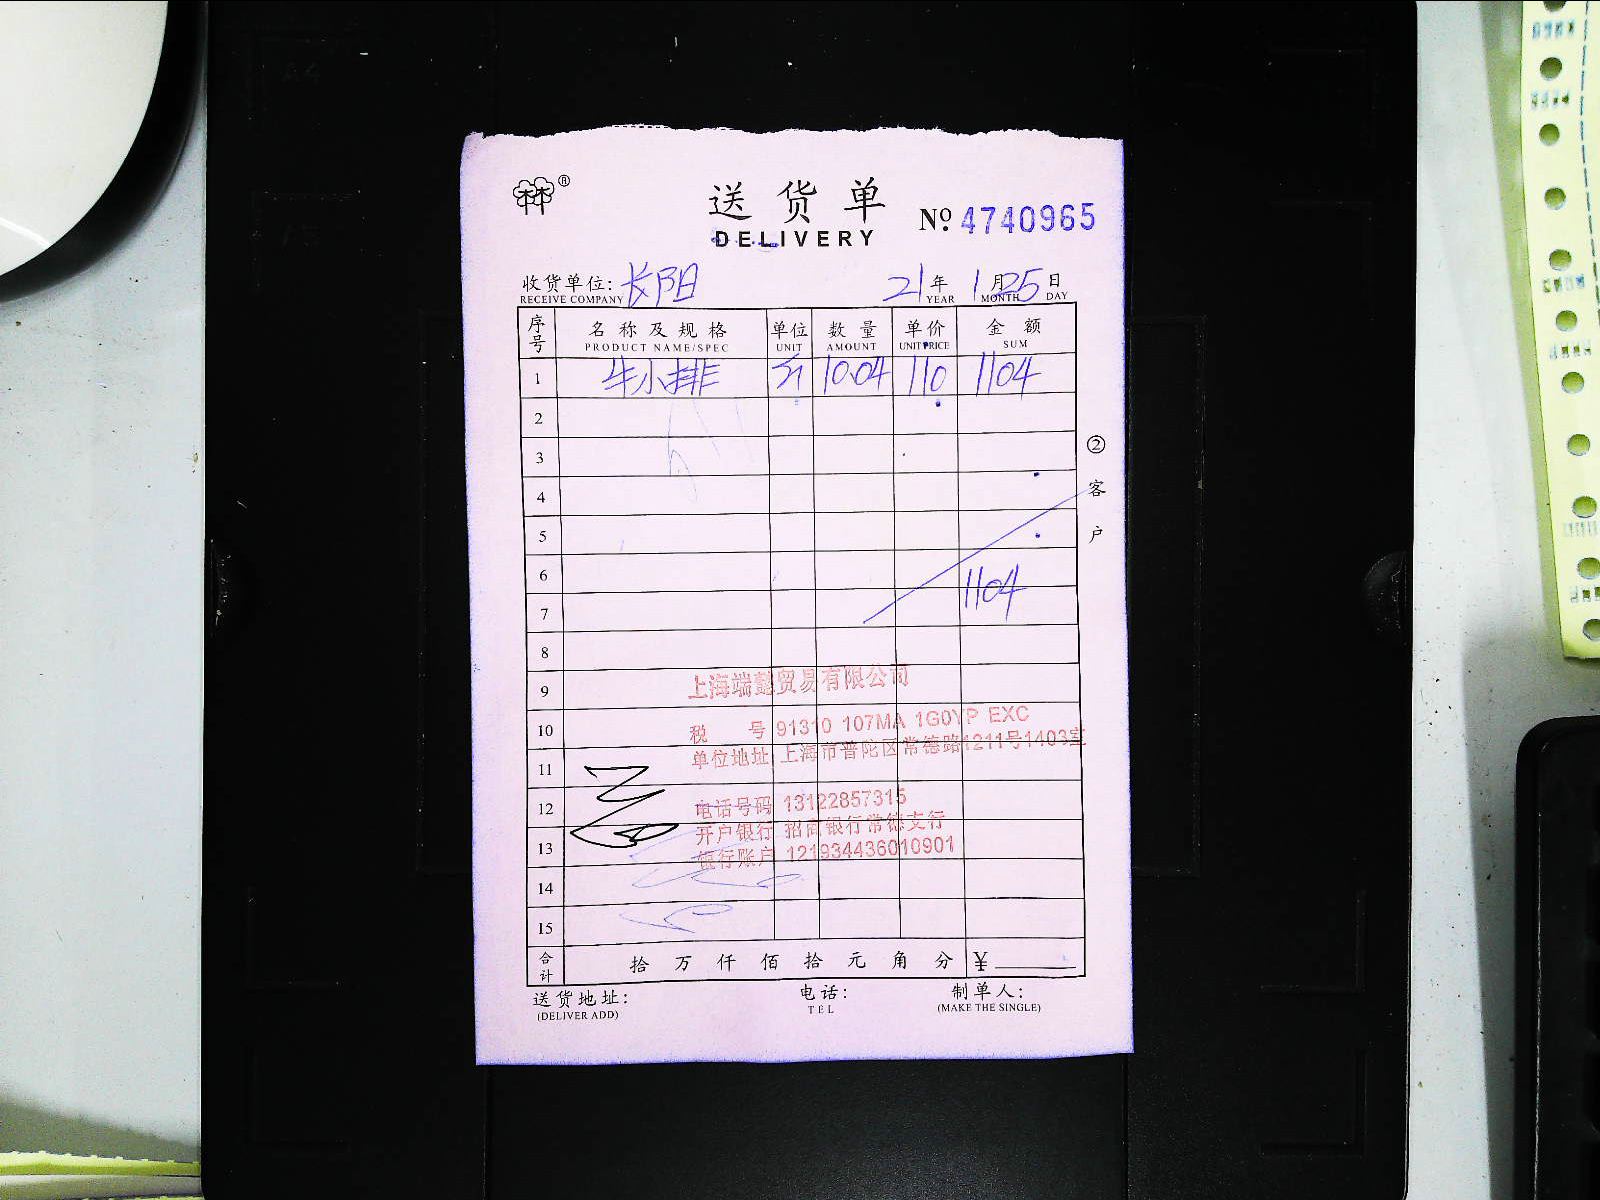 送货单
DELIVERY
№ 4740965
收货单位: 长阳 21年 1月25日
RECEIVE COMPANY YEAR MONTH DAY
序号 名称及规格 单位 数量 单价 金额
PRODUCT NAME/SPEC UNIT AMOUNT UNIT PRICE SUM
1 牛小排 斤 10.04 110 1104
2
3
4
5
6
7
1104
8
9
10
11
12
13
14
15
上海端懿贸易有限公司
税 号 91310 107MA 1G0YP EXC
单位地址 上海市普陀区常德路1211号1403室
电话号码 13122857315
开户银行 招商银行常德支行
银行账户 121934436010901
合计 拾 万 仟 佰 拾 元 角 分 ¥
送货地址: 电话: 制单人:
(DELIVER ADD) TEL (MAKE THE SINGLE)
② 客户